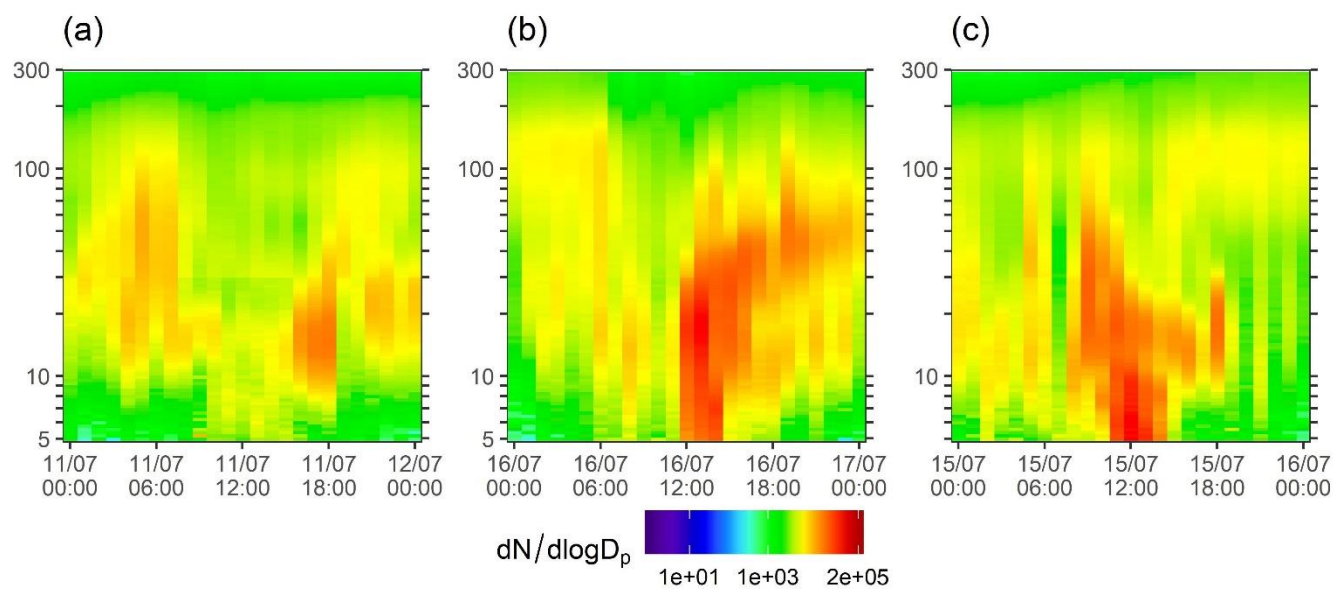 (a) (b) (c)
300 300 300
100 100 100
10 10 10
5 5 5
11/07 11/07 11/07 11/07 12/07 16/07 16/07 16/07 16/07 17/07 15/07 15/07 15/07 15/07 16/07
00:00 06:00 12:00 18:00 00:00 00:00 06:00 12:00 18:00 00:00 00:00 06:00 12:00 18:00 00:00
dN/dlogDₚ
1e+01 1e+03 2e+05